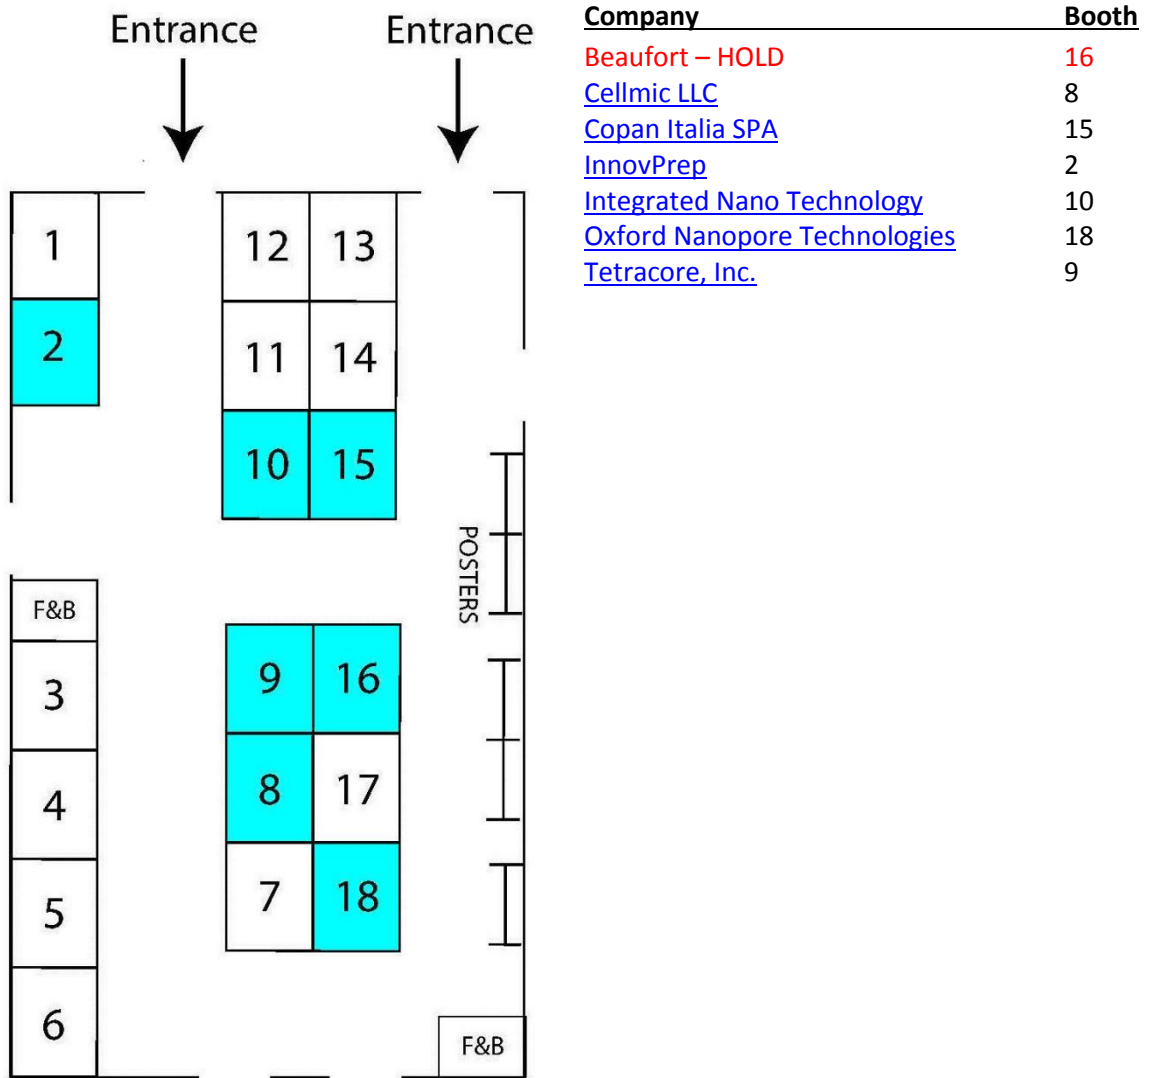 Entrance Entrance
1 12 13
2 11 14
10 15
POSTERS
F&B
3 9 16
4 8 17
5 7 18
6 F&B
Company Booth
Beaufort – HOLD 16
Cellmic LLC 8
Copan Italia SPA 15
InnovPrep 2
Integrated Nano Technology 10
Oxford Nanopore Technologies 18
Tetracore, Inc. 9